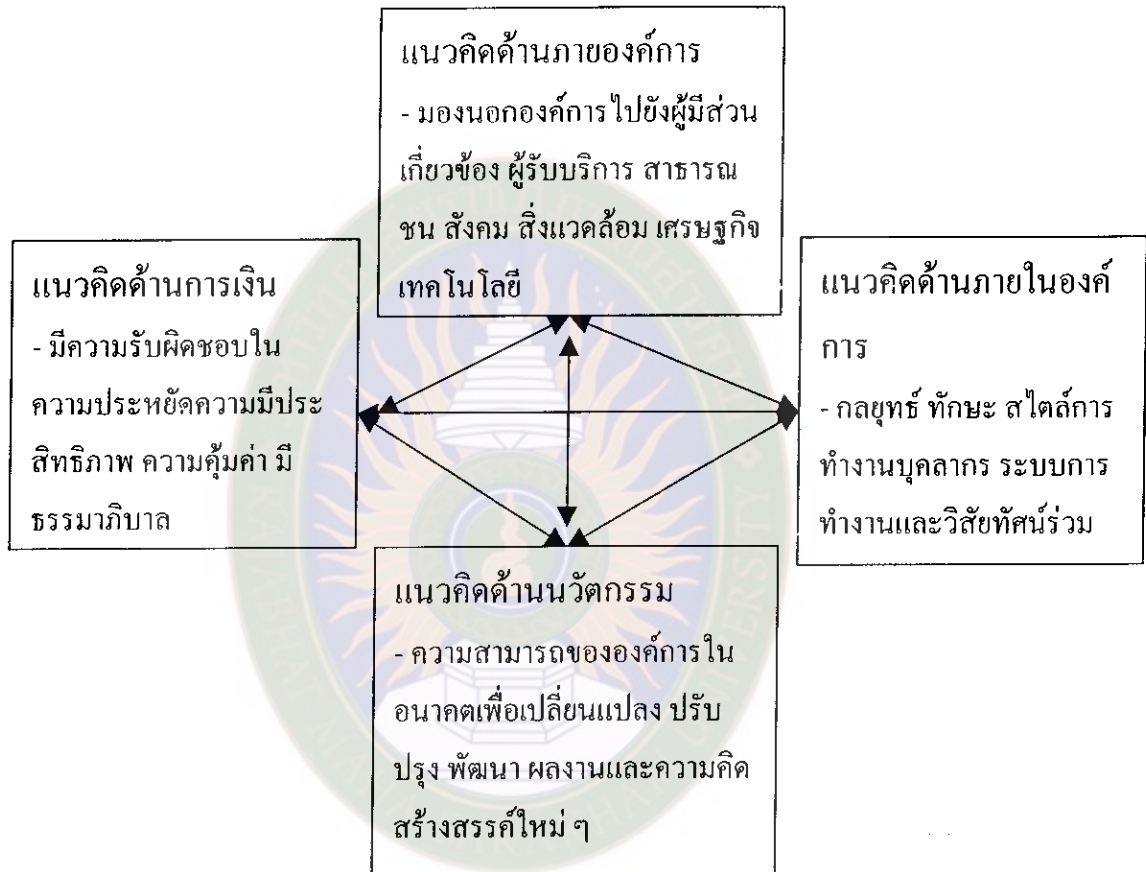 แนวคิดด้านภายองค์การ
- มองนอกองค์การไปยังผู้มีส่วน
เกี่ยวข้อง ผู้รับบริการ สาธารณ
ชน สังคม สิ่งแวดล้อม เศรษฐกิจ
เทคโนโลยี
แนวคิดด้านการเงิน
- มีความรับผิดชอบใน
ความประหยัดความมีประ
สิทธิภาพ ความคุ้มค่า มี
ธรรมาภิบาล
แนวคิดด้านภายในองค์
การ
- กลยุทธ์ ทักษะ สไตล์การ
ทำงานบุคลากร ระบบการ
ทำงานและวิสัยทัศน์ร่วม
แนวคิดด้านนวัตกรรม
- ความสามารถขององค์การใน
อนาคตเพื่อเปลี่ยนแปลง ปรับ
ปรุง พัฒนา ผลงานและความคิด
สร้างสรรค์ใหม่ ๆ